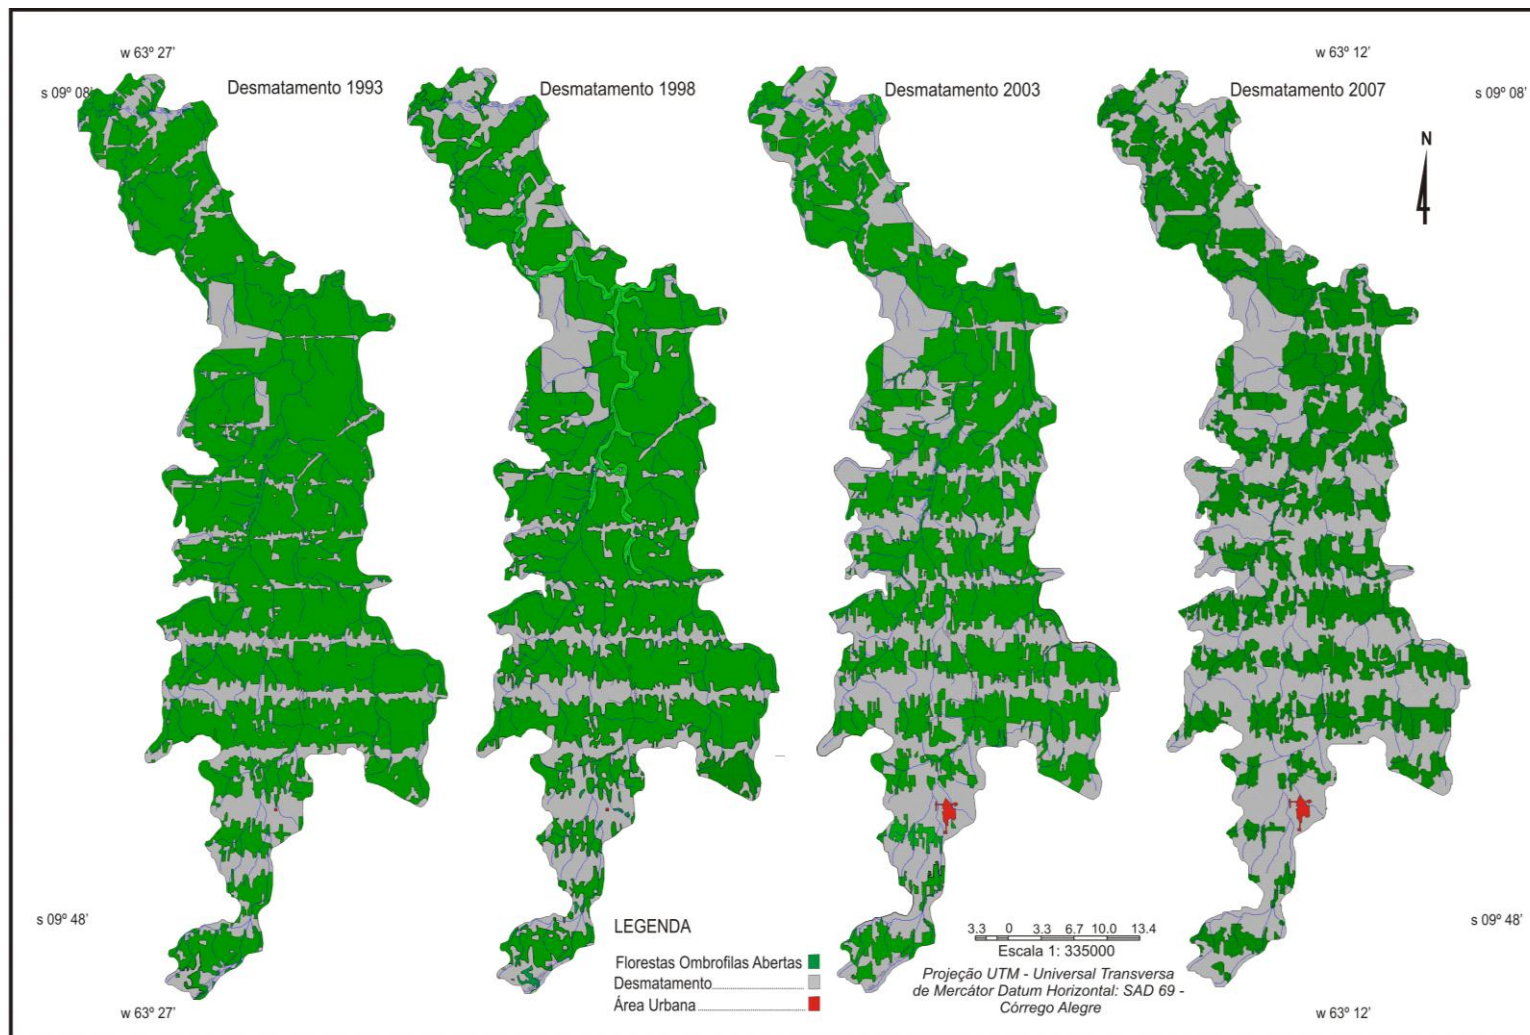 w 63º 27'
w 63º 12'
s 09º 08'
Desmatamento 1993
Desmatamento 1998
Desmatamento 2003
Desmatamento 2007
s 09º 08'
N
s 09º 48'
s 09º 48'
LEGENDA
Florestas Ombrofilas Abertas
Desmatamento
Área Urbana
3.3 0 3.3 6.7 10.0 13.4
Escala 1: 335000
Projeção UTM - Universal Transversa
de Mercátor Datum Horizontal: SAD 69 -
Córrego Alegre
w 63º 27'
w 63º 12'